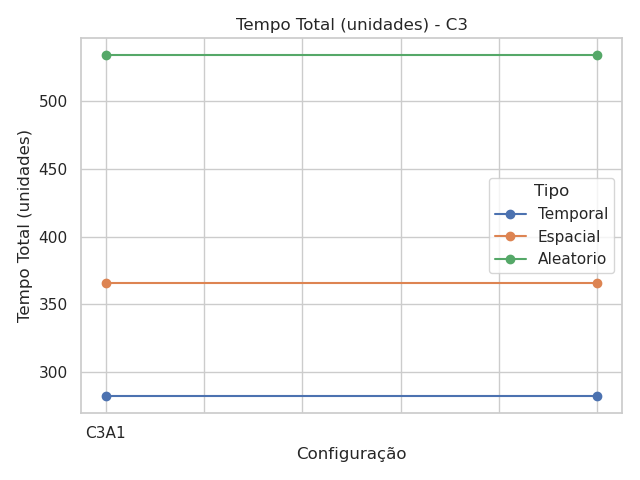 Tempo Total (unidades) - C3
Tempo Total (unidades)
500
450
400
350
300
Tipo
Temporal
Espacial
Aleatorio
C3A1
Configuração